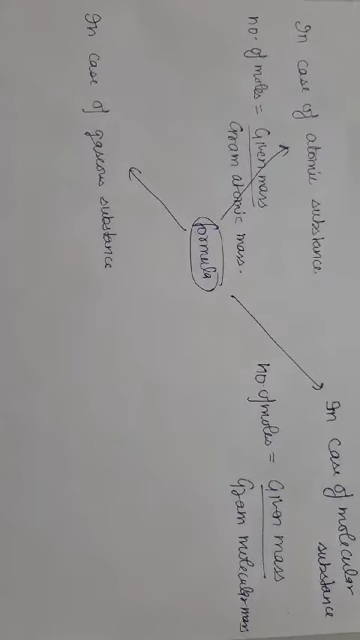 In case of atomic substance.
no. of moles = Given mass
Gram atomic mass.
formula
In case of molecular
substance
no. of moles = Given mass
Gram molecular mass
In case of gaseous substance